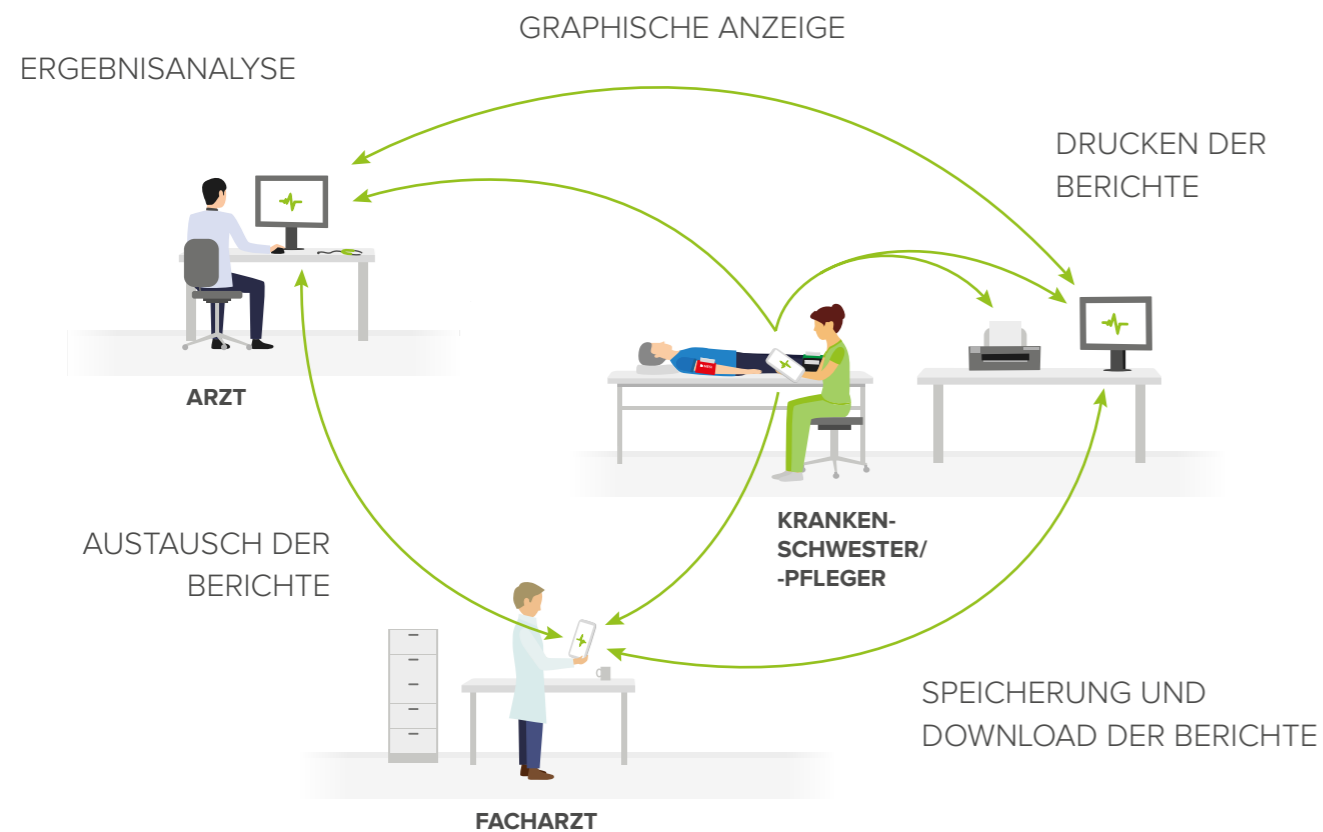 GRAPHISCHE ANZEIGE
ERGEBNISANALYSE
DRUCKEN DER
BERICHTE
ARZT
KRANKEN-
SCHWESTER/
-PFLEGER
AUSTAUSCH DER
BERICHTE
SPEICHERUNG UND
DOWNLOAD DER BERICHTE
FACHARZT